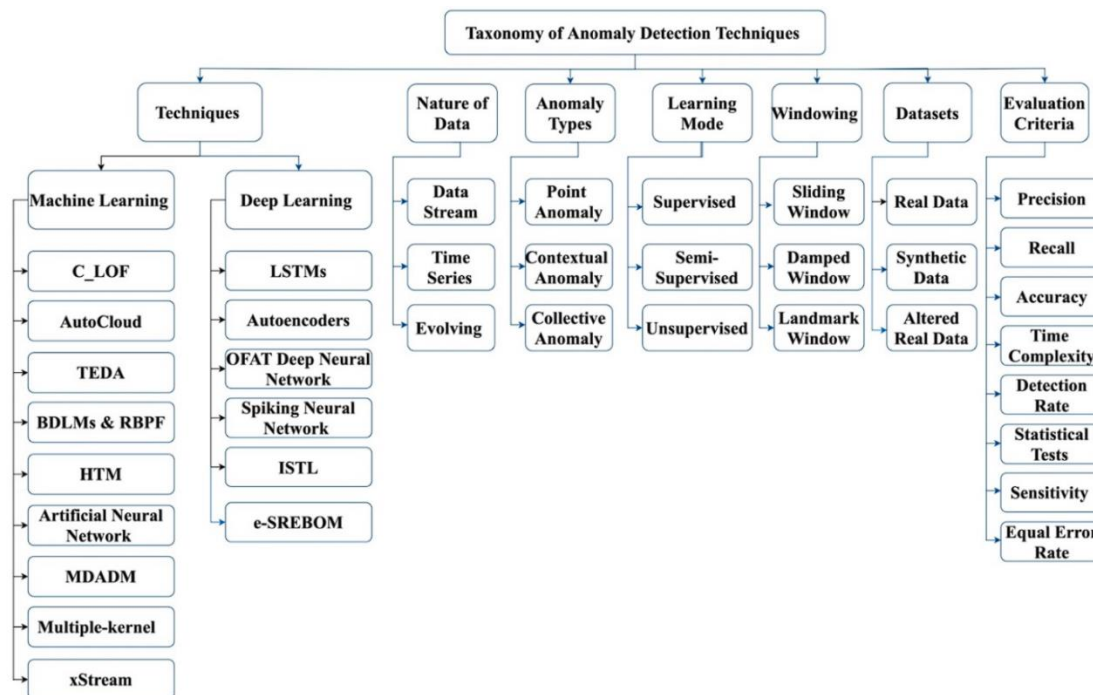 Taxonomy of Anomaly Detection Techniques
Techniques
Nature of
Data
Anomaly
Types
Learning
Mode
Windowing
Datasets
Evaluation
Criteria
Machine Learning
C_LOF
AutoCloud
TEDA
BDLMs & RBPF
HTM
Artificial Neural
Network
MDADM
Multiple-kernel
xStream
Deep Learning
LSTMs
Autoencoders
OFAT Deep Neural
Network
Spiking Neural
Network
ISTL
e-SREBOM
Data
Stream
Time
Series
Evolving
Point
Anomaly
Contextual
Anomaly
Collective
Anomaly
Supervised
Semi-
Supervised
Unsupervised
Sliding
Window
Damped
Window
Landmark
Window
Real Data
Synthetic
Data
Altered
Real Data
Precision
Recall
Accuracy
Time
Complexity
Detection
Rate
Statistical
Tests
Sensitivity
Equal Error
Rate